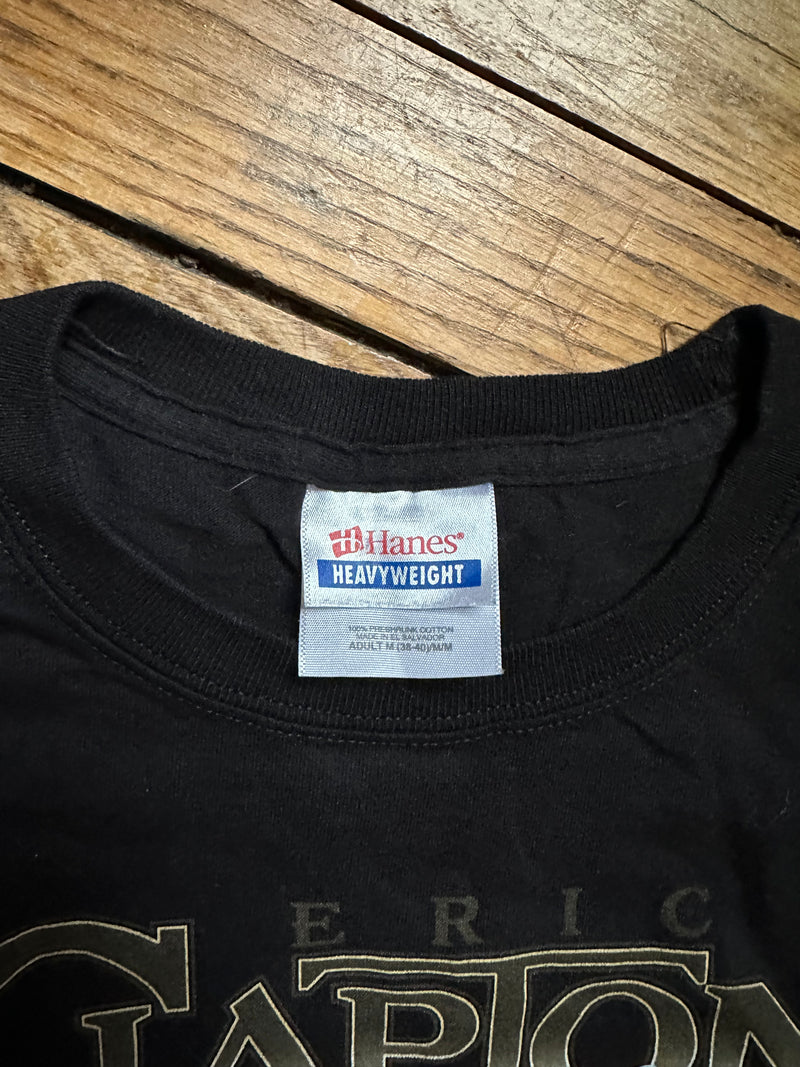 Hanes®
HEAVYWEIGHT
100% PRESHRUNK COTTON
MADE IN EL SALVADOR
ADULT M (38-40)/M/M
ERIC
CLAPTON